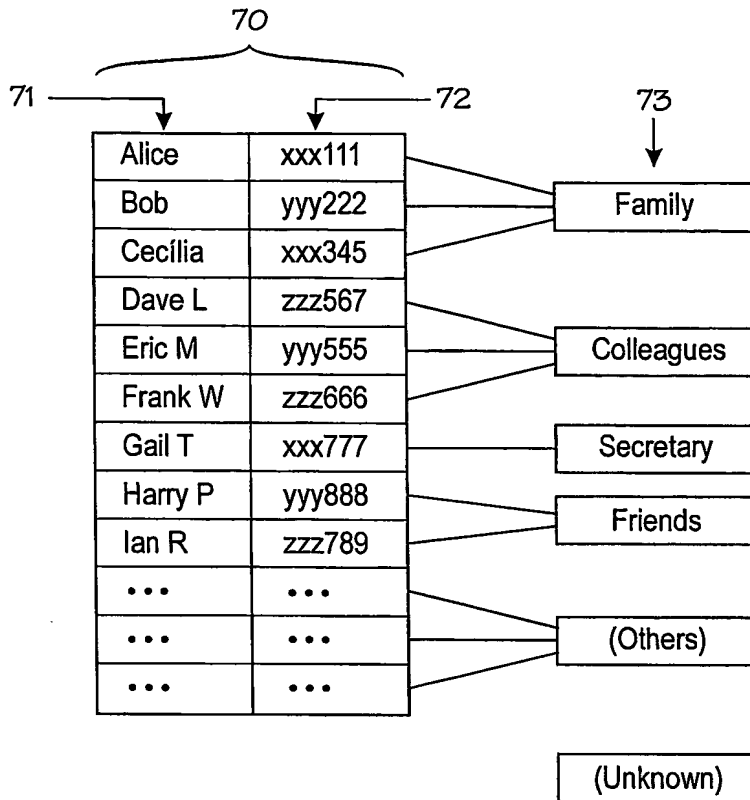 70
71 72 73
Alice xxx111
Bob yyy222 Family
Cecília xxx345
Dave L zzz567
Eric M yyy555 Colleagues
Frank W zzz666
Gail T xxx777 Secretary
Harry P yyy888
Friends
Ian R zzz789
••• •••
••• ••• (Others)
••• •••
(Unknown)